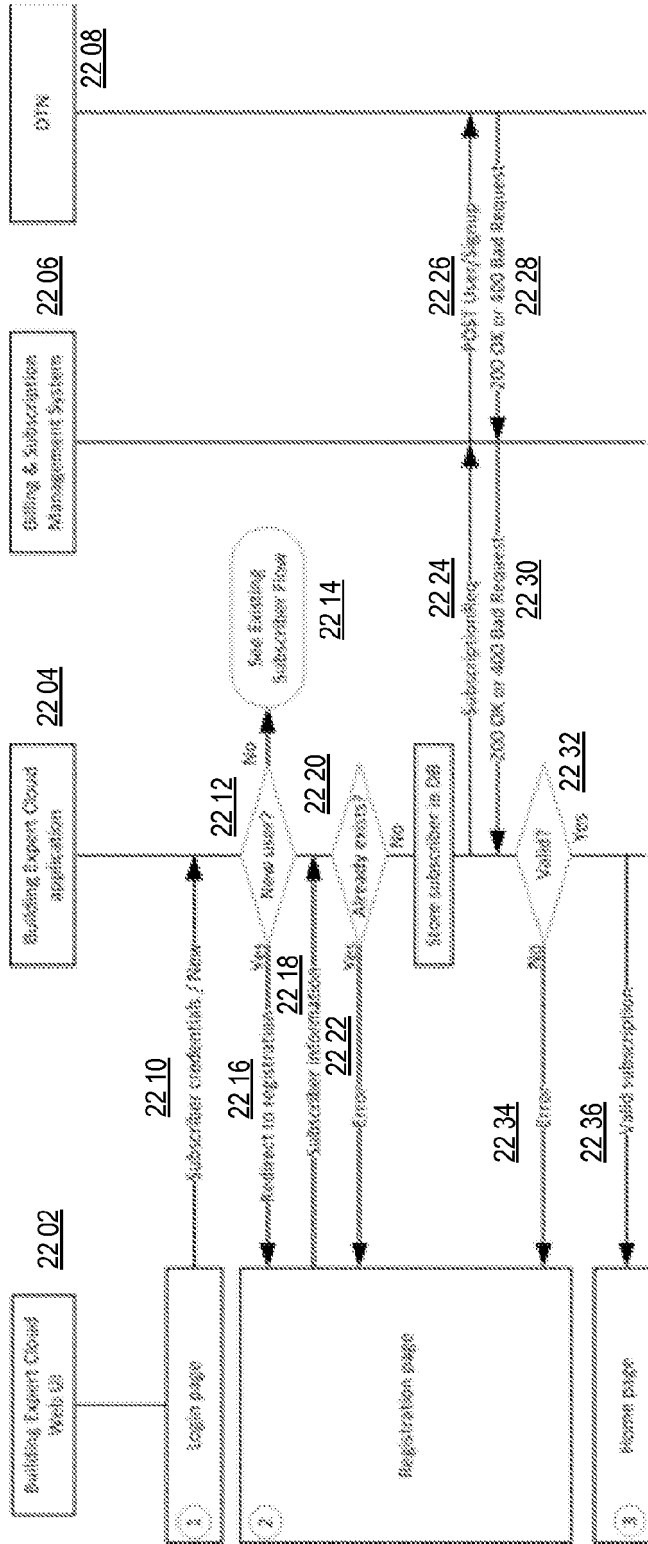 Building Expert Cloud
Web UI
22 02
Building Expert Cloud
application
22 04
Billing & Subscription
Management System
22 06
DTN
22 08
1
Login page
22 10
Subscriber credentials / New
New user?
22 12
No
See Existing
Subscriber Flow
22 14
Yes
22 16
Redirect to registration
2
Registration page
22 18
Subscriber information
Already exists?
22 20
Yes
22 22
Error
No
Store subscriber in DB
22 24
SubscriptionReq
22 26
POST User/Signup
200 OK or 400 Bad Request
22 28
200 OK or 400 Bad Request
22 30
Valid?
22 32
No
22 34
Error
Yes
22 36
Valid subscription
3
Home page